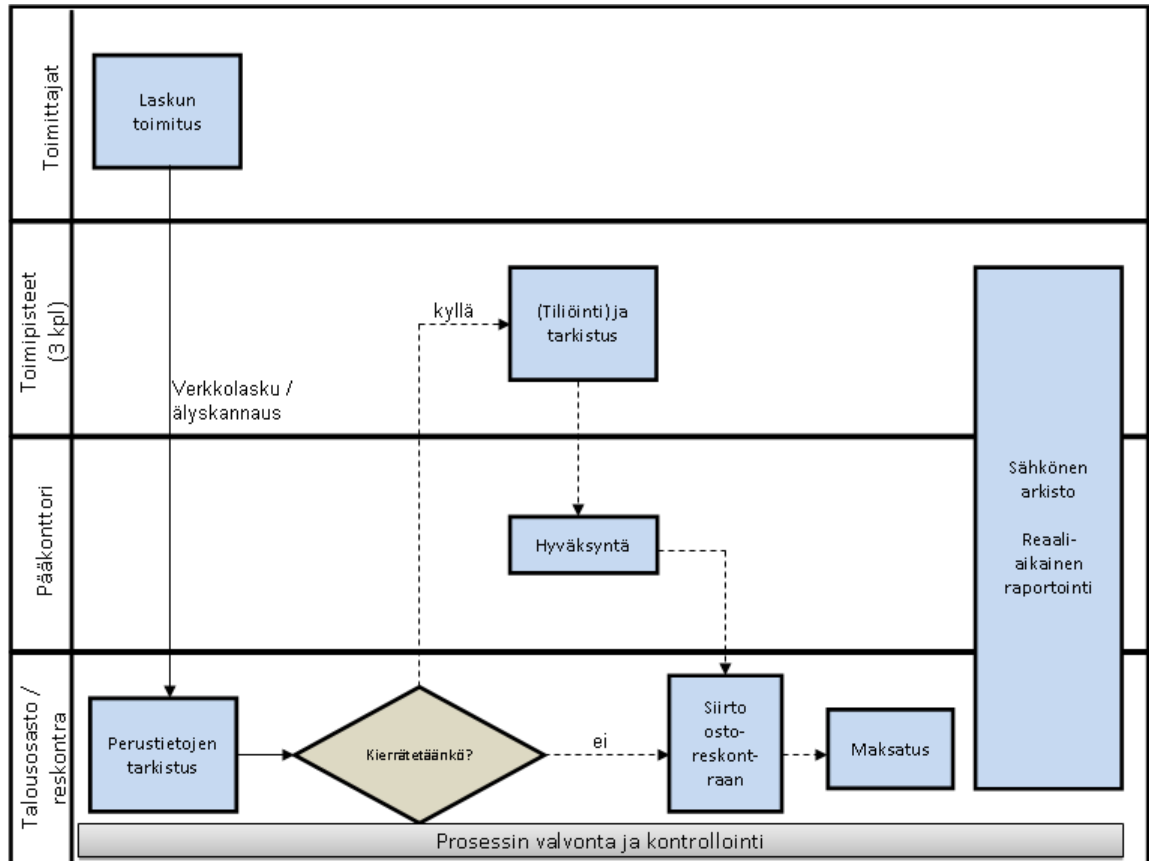 Toimittajat
Laskun
toimitus
Toimipisteet
(3 kpl)
kyllä
(Tiliöinti) ja
tarkistus
Verkkolasku /
älyskannaus
Pääkonttori
Hyväksyntä
Sähkönen
arkisto
Reaali-
aikainen
raportointi
Talousosasto /
reskontra
Perustietojen
tarkistus
Kierrätetäänkö?
ei
Siirto
osto-
reskont-
raan
Maksatus
Prosessin valvonta ja kontrollointi